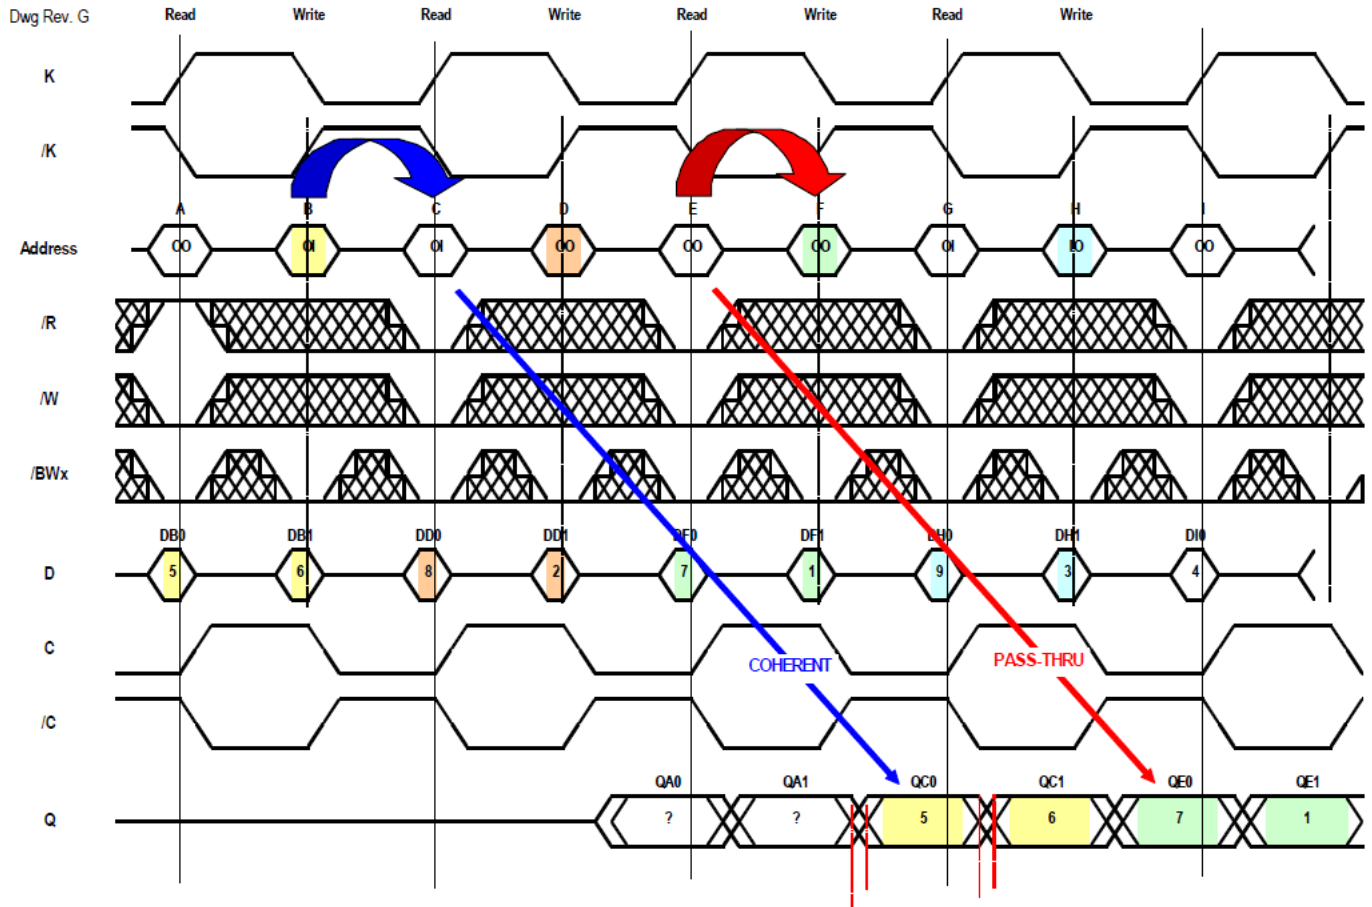 Dwg Rev. G Read Write Read Write Read Write Read Write
K
/K
A B C D E F G H I
Address OO OI OI OO OO OO OI IO OO
/R
/W
/BWx
DB0 DB1 DD0 DD1 DF0 DF1 DH0 DH1 DI0
D 5 6 8 2 7 1 9 3 4
C
COHERENT PASS-THRU
/C
QA0 QA1 QC0 QC1 QE0 QE1
Q ? ? 5 6 7 1